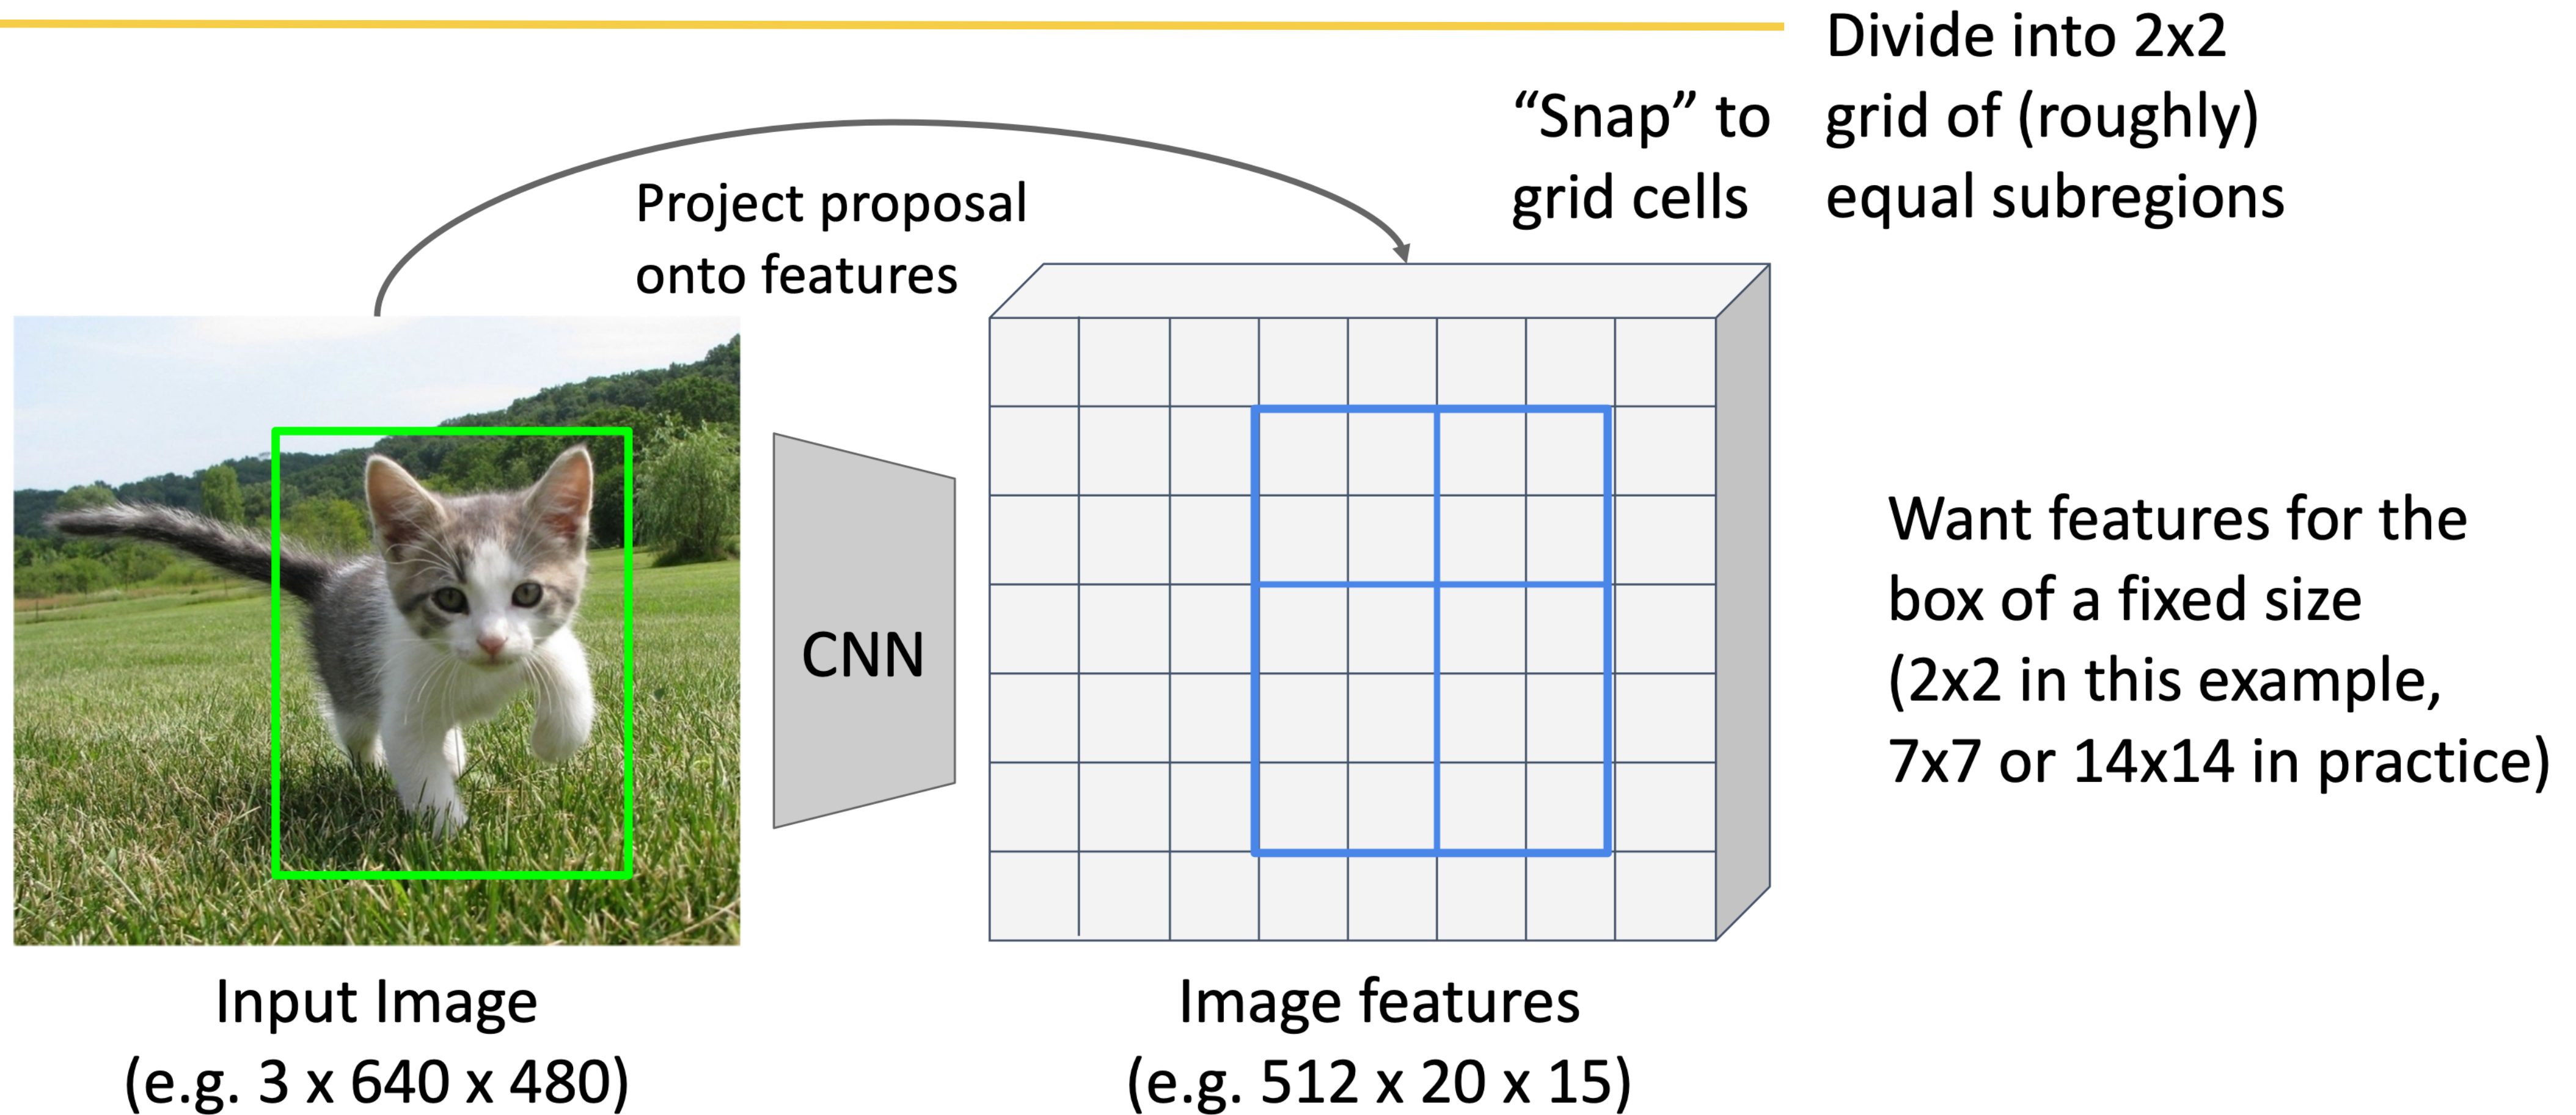 Divide into 2x2
grid of (roughly)
equal subregions
“Snap” to
grid cells
Project proposal
onto features
CNN
Want features for the
box of a fixed size
(2x2 in this example,
7x7 or 14x14 in practice)
Input Image
(e.g. 3 x 640 x 480)
Image features
(e.g. 512 x 20 x 15)